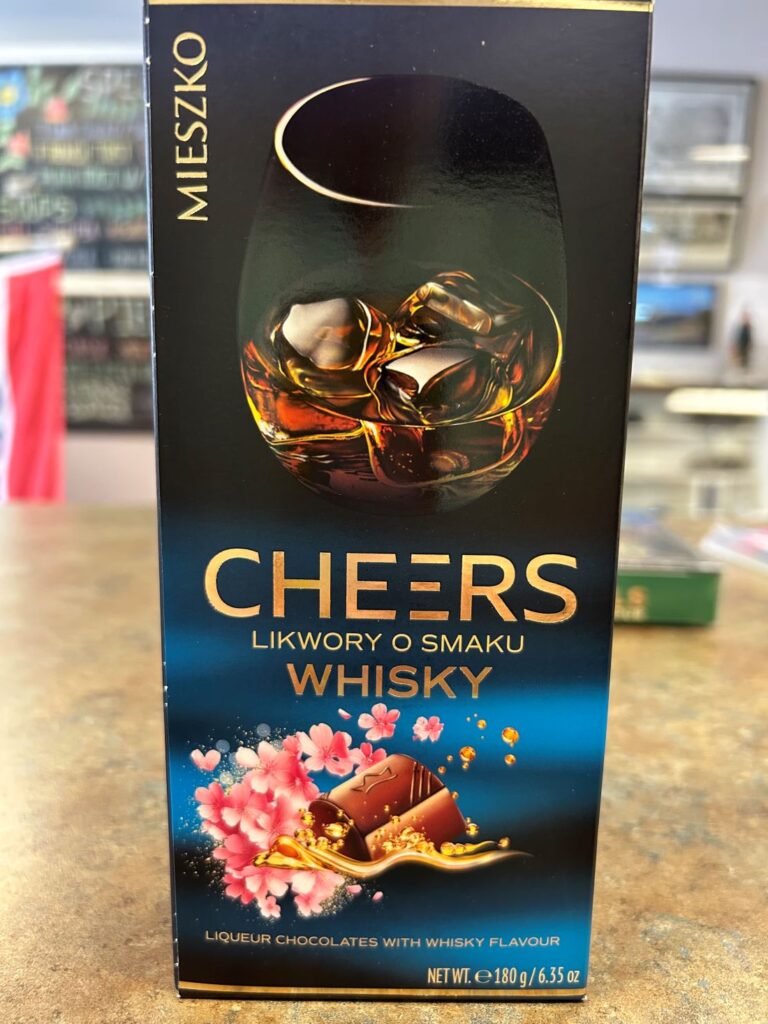 MIESZKO
CHEERS
LIKWORY O SMAKU
WHISKY
LIQUEUR CHOCOLATES WITH WHISKY FLAVOUR
NET WT. ℮ 180 g / 6.35 oz